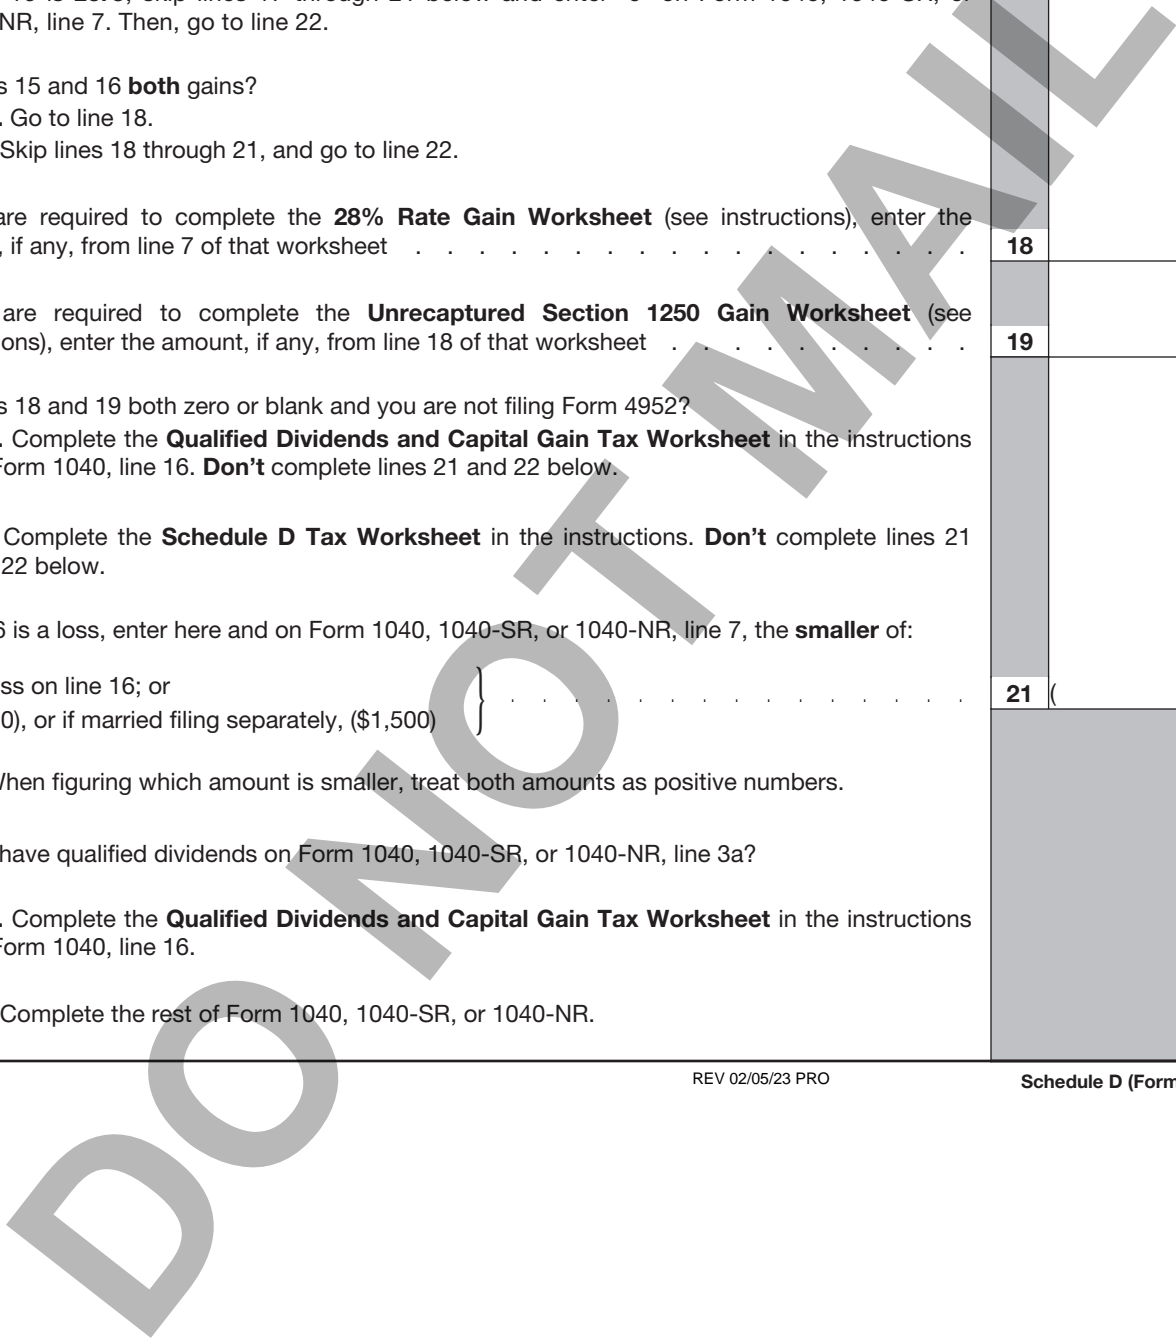 NR, line 7. Then, go to line 22.
s 15 and 16 both gains?
. Go to line 18.
Skip lines 18 through 21, and go to line 22.
are required to complete the 28% Rate Gain Worksheet (see instructions), enter the
, if any, from line 7 of that worksheet . . . . . . . . . . . . . . . . . . 18
are required to complete the Unrecaptured Section 1250 Gain Worksheet (see
ons), enter the amount, if any, from line 18 of that worksheet . . . . . . . . . . 19
s 18 and 19 both zero or blank and you are not filing Form 4952?
. Complete the Qualified Dividends and Capital Gain Tax Worksheet in the instructions
Form 1040, line 16. Don't complete lines 21 and 22 below.
Complete the Schedule D Tax Worksheet in the instructions. Don't complete lines 21
22 below.
6 is a loss, enter here and on Form 1040, 1040-SR, or 1040-NR, line 7, the smaller of:
ss on line 16; or
0), or if married filing separately, ($1,500) } . . . . . . . . . . . . . . . 21 (
When figuring which amount is smaller, treat both amounts as positive numbers.
have qualified dividends on Form 1040, 1040-SR, or 1040-NR, line 3a?
. Complete the Qualified Dividends and Capital Gain Tax Worksheet in the instructions
Form 1040, line 16.
Complete the rest of Form 1040, 1040-SR, or 1040-NR.
REV 02/05/23 PRO
Schedule D (Form
DO NOT MAIL